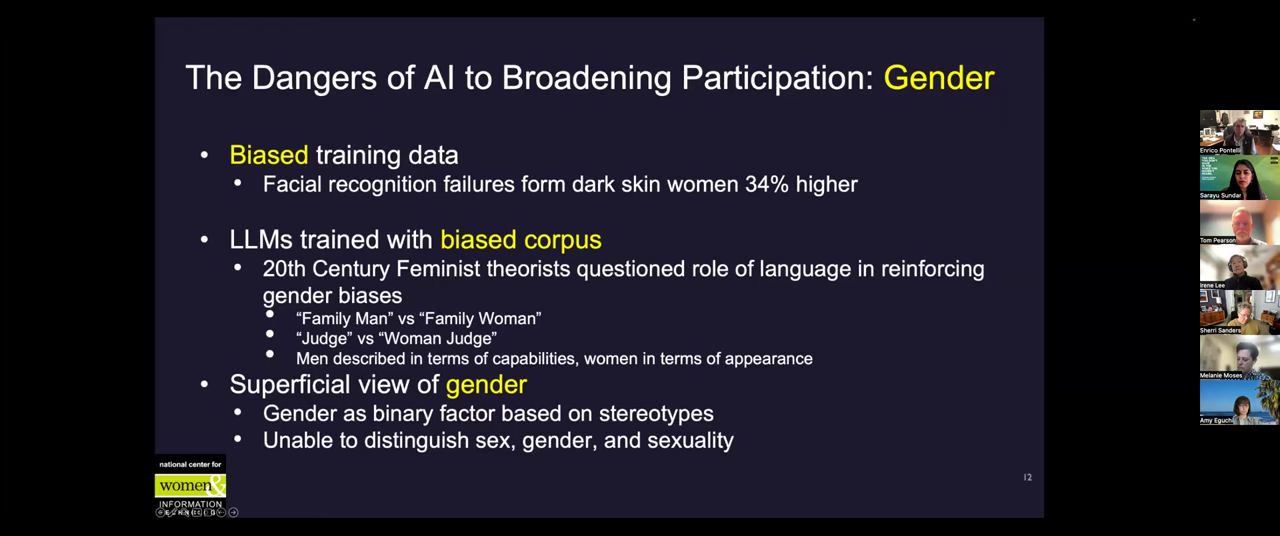 The Dangers of AI to Broadening Participation: Gender
Biased training data
Facial recognition failures form dark skin women 34% higher
LLMs trained with biased corpus
20th Century Feminist theorists questioned role of language in reinforcing
gender biases
“Family Man” vs “Family Woman”
“Judge” vs “Woman Judge”
Men described in terms of capabilities, women in terms of appearance
Superficial view of gender
Gender as binary factor based on stereotypes
Unable to distinguish sex, gender, and sexuality
national center for
women&
INFORMATION
12
Enrico Pontelli
Sarayu Sundar
Tom Pearson
Irene Lee
Sherri Sanders
Melanie Moses
Amy Eguchi